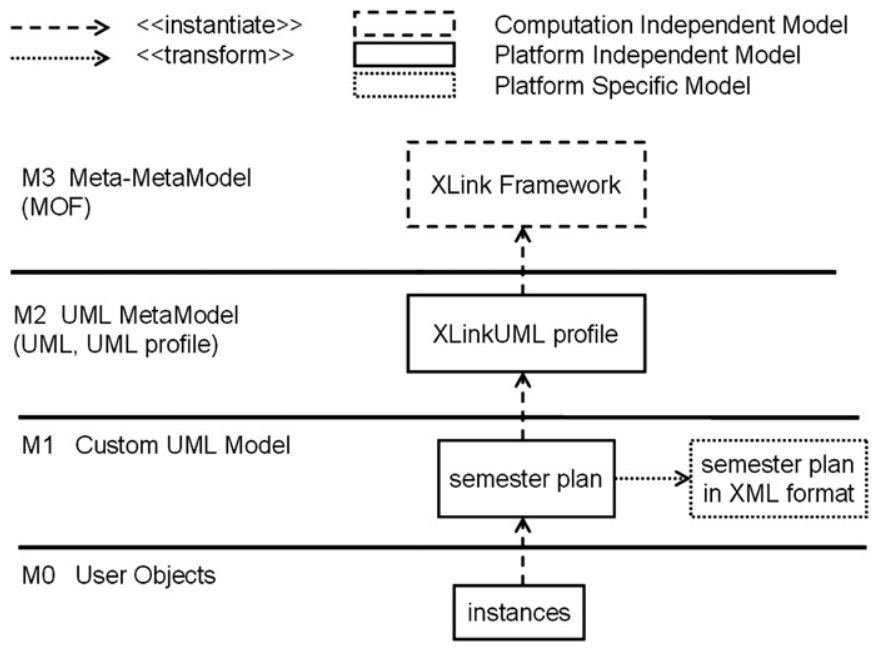 <<instantiate>>
Computation Independent Model
<<transform>>
Platform Independent Model
Platform Specific Model
M3 Meta-MetaModel
(MOF)
XLink Framework
M2 UML MetaModel
(UML, UML profile)
XLinkUML profile
M1 Custom UML Model
semester plan
semester plan
in XML format
M0 User Objects
instances